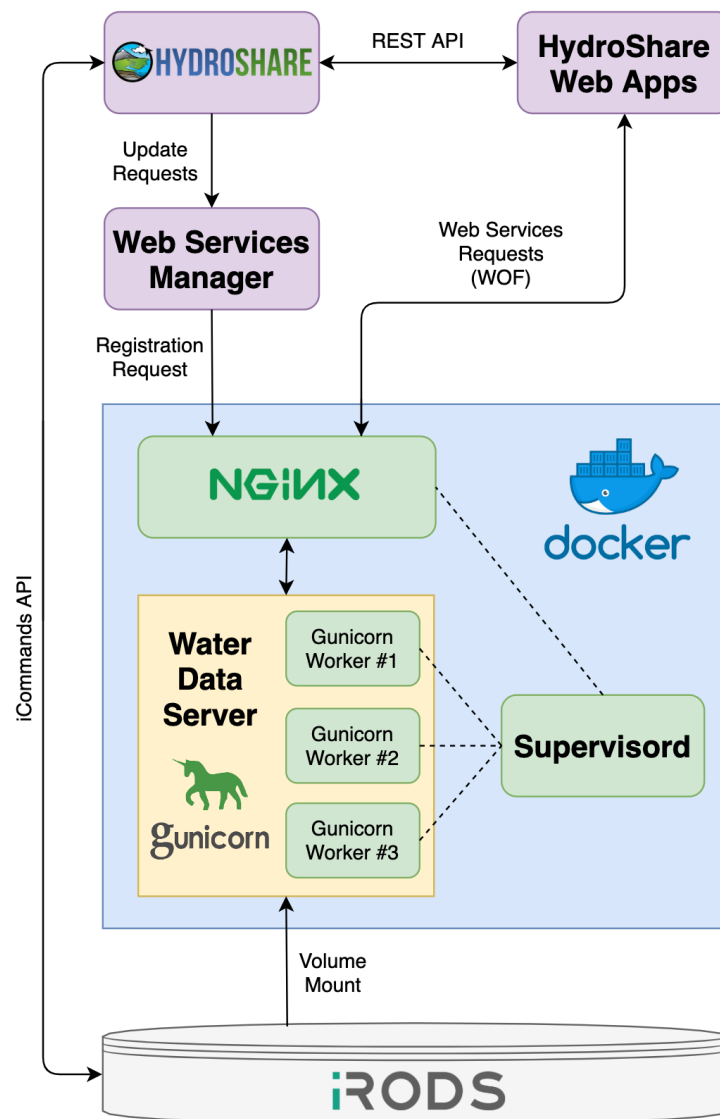 HYDROSHARE
REST API
HydroShare
Web Apps
Update
Requests
Web Services
Manager
Web Services
Requests
(WOF)
Registration
Request
iCommands API
NGINX
docker
Water
Data
Server
gunicorn
Gunicorn
Worker #1
Gunicorn
Worker #2
Gunicorn
Worker #3
Supervisord
Volume
Mount
iRODS